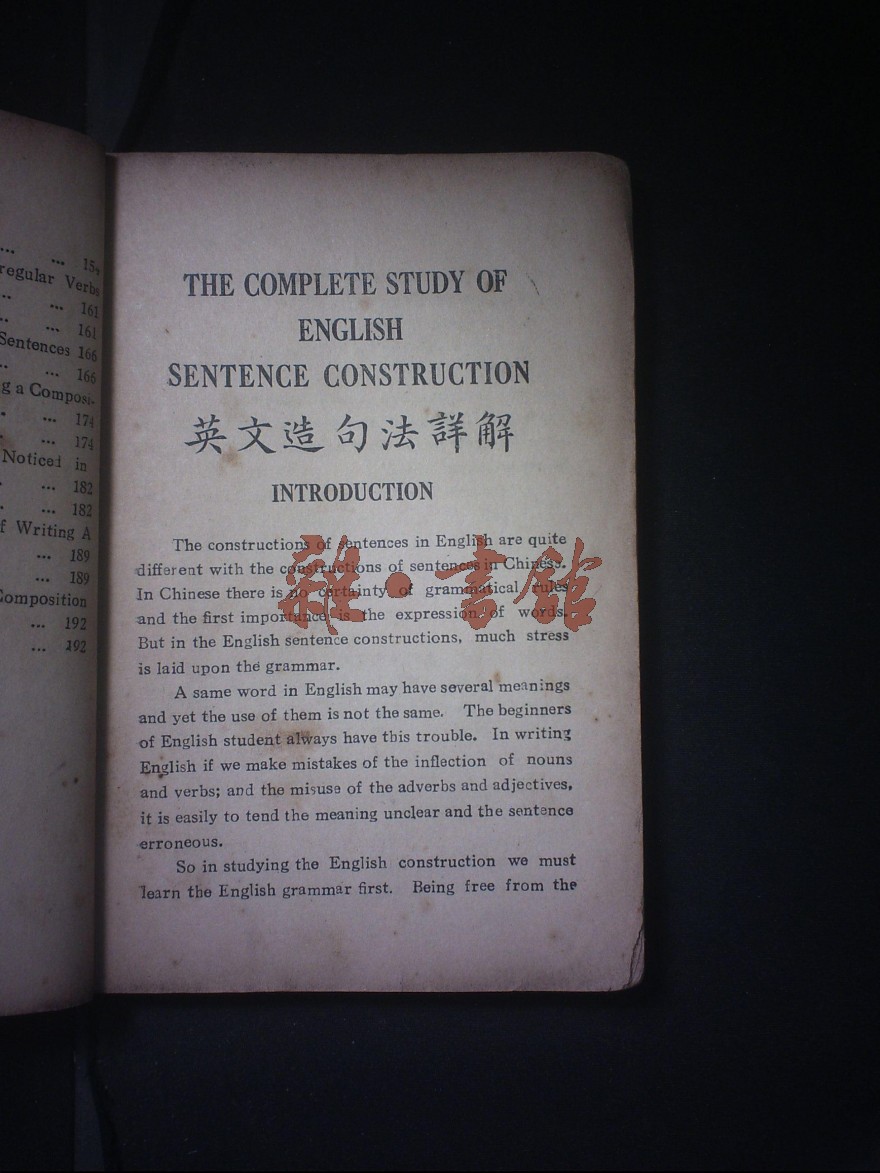 ... ... 154
regular Verbs
.. ... 161
.. ... 161
Sentences 166
.. ... 166
g a Composi-
... 174
... 174
Noticed in
... 182
... 182
f Writing A
... 189
... 189
Composition
... 192
... 192
THE COMPLETE STUDY OF
ENGLISH
SENTENCE CONSTRUCTION
英文造句法詳解
INTRODUCTION
The constructions of sentences in English are quite
different with the constructions of sentences in Chinese.
In Chinese there is no certainty of grammatical rules
and the first importance is the expression of words.
But in the English sentence constructions, much stress
is laid upon the grammar.
A same word in English may have several meanings
and yet the use of them is not the same. The beginners
of English student always have this trouble. In writing
English if we make mistakes of the inflection of nouns
and verbs; and the misuse of the adverbs and adjectives,
it is easily to tend the meaning unclear and the sentence
erroneous.
So in studying the English construction we must
learn the English grammar first. Being free from the
雜·書館